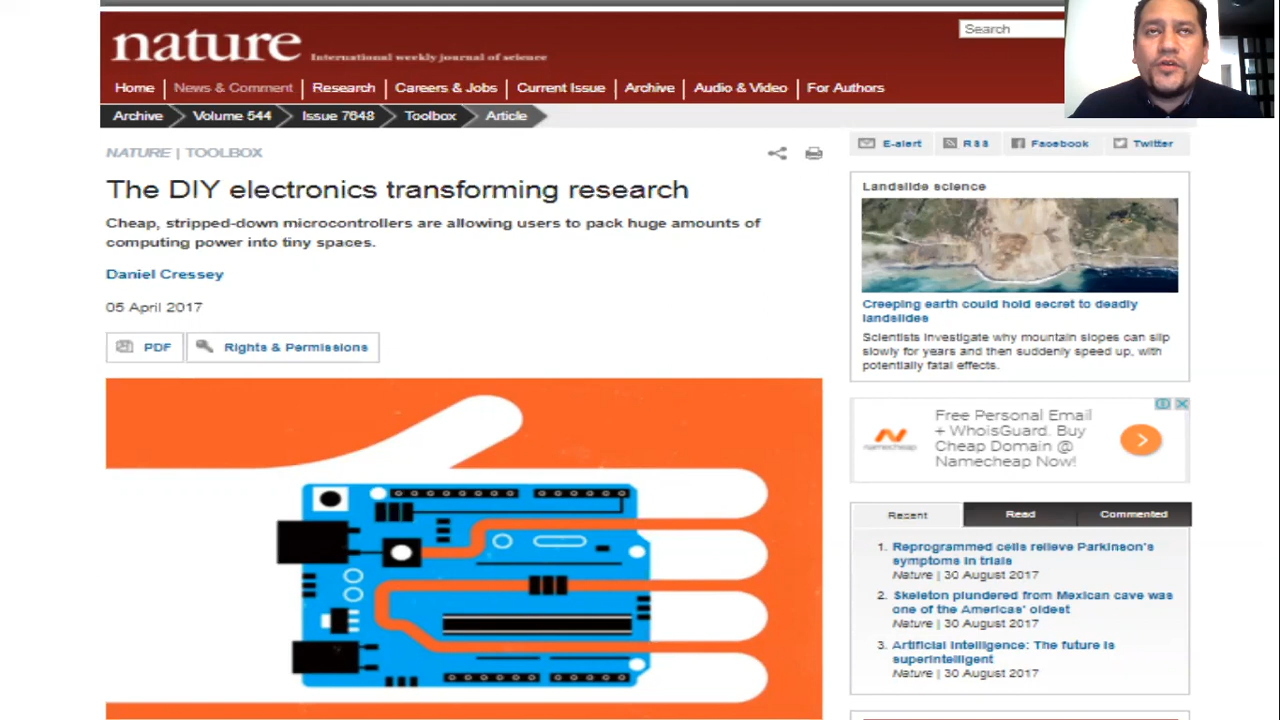 nature International weekly journal of science
Search
Home News & Comment Research Careers & Jobs Current Issue Archive Audio & Video For Authors
Archive Volume 544 Issue 7648 Toolbox Article
NATURE | TOOLBOX
The DIY electronics transforming research
Cheap, stripped-down microcontrollers are allowing users to pack huge amounts of
computing power into tiny spaces.
Daniel Cressey
05 April 2017
PDF Rights & Permissions
E-alert RSS Facebook Twitter
Landslide science
Creeping earth could hold secret to deadly
landslides
Scientists investigate why mountain slopes can slip
slowly for years and then suddenly speed up, with
potentially fatal effects.
Free Personal Email
+ WhoisGuard. Buy
Cheap Domain @
Namecheap Now!
namecheap
Recent Read Commented
1. Reprogrammed cells relieve Parkinson's
symptoms in trials
Nature | 30 August 2017
2. Skeleton plundered from Mexican cave was
one of the Americas' oldest
Nature | 30 August 2017
3. Artificial intelligence: The future is
superintelligent
Nature | 30 August 2017